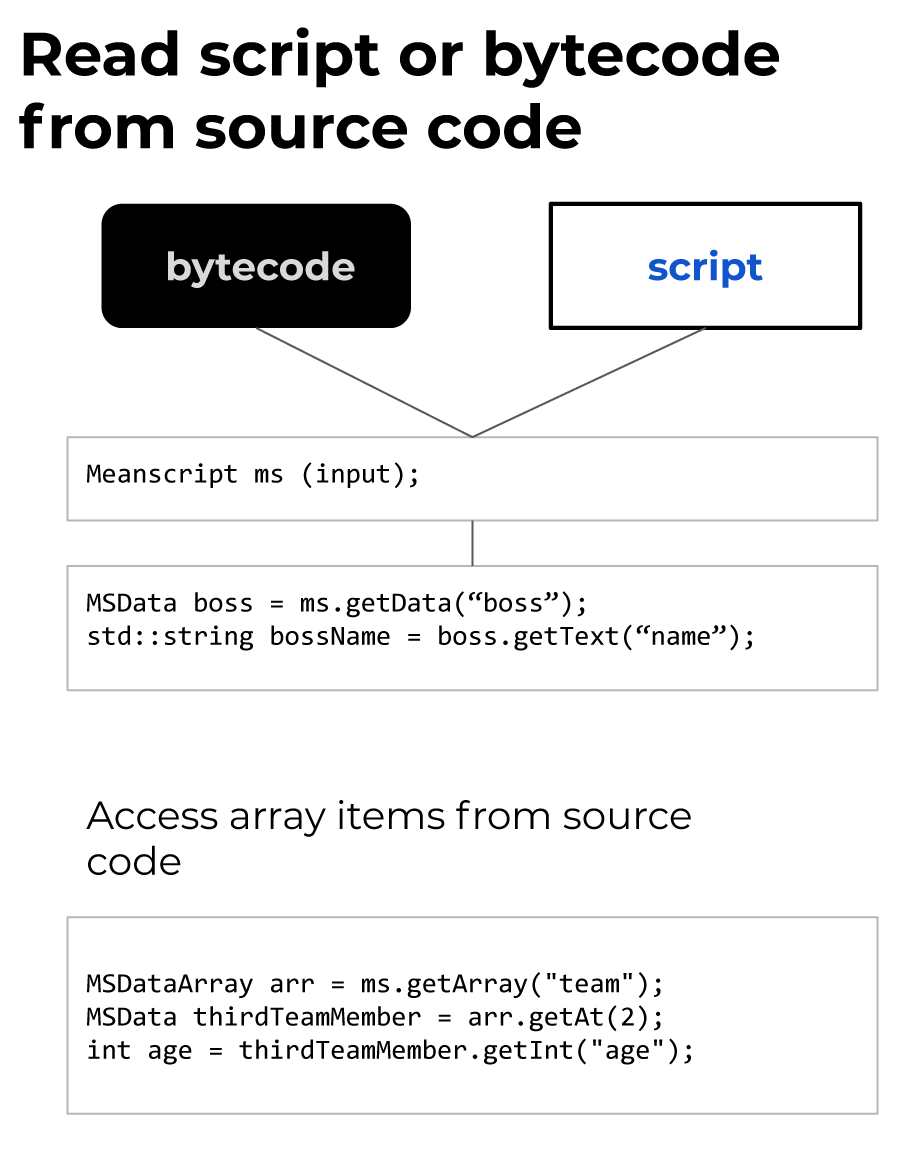 Read script or bytecode
from source code
bytecode
script
Meanscript ms (input);
MSData boss = ms.getData(“boss”);
std::string bossName = boss.getText(“name”);
Access array items from source
code
MSDataArray arr = ms.getArray("team");
MSData thirdTeamMember = arr.getAt(2);
int age = thirdTeamMember.getInt("age");